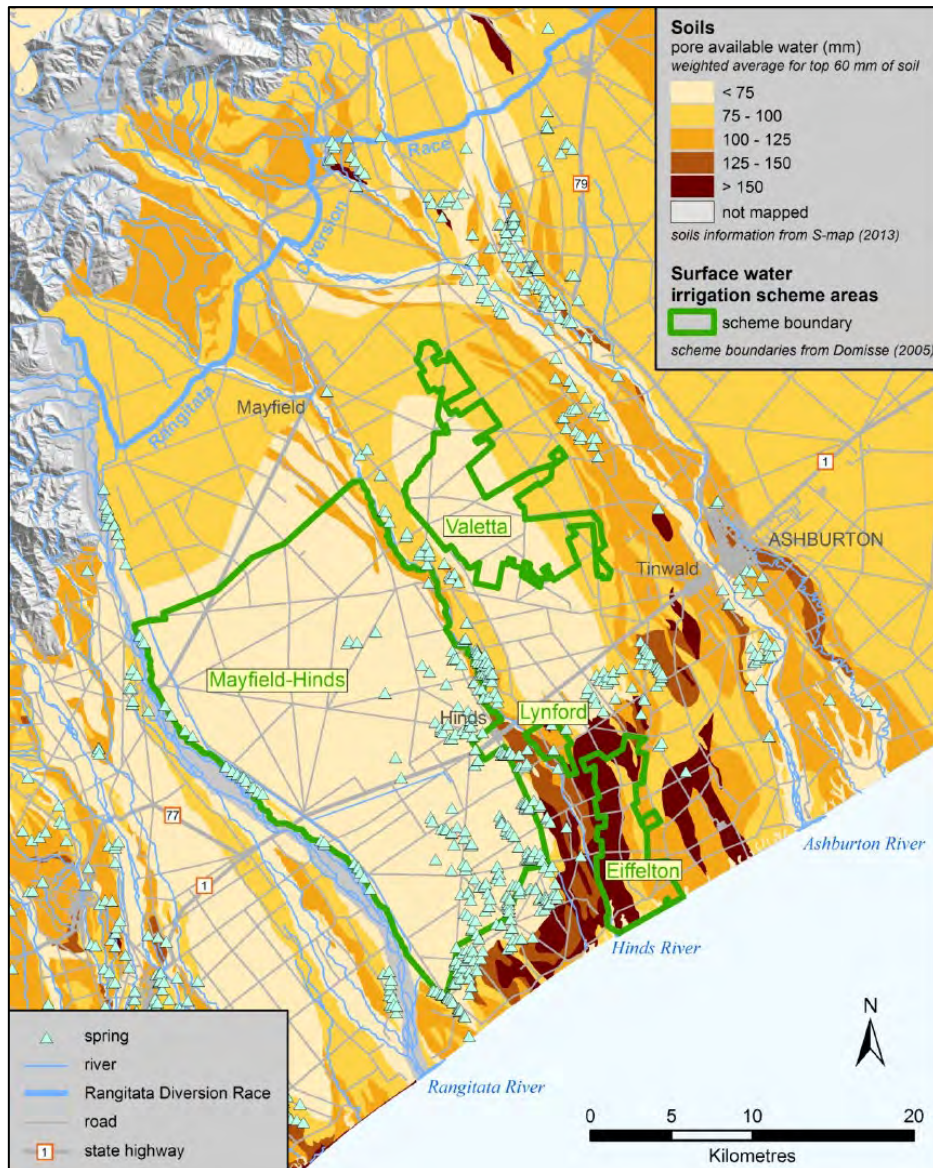 Soils
pore available water (mm)
weighted average for top 60 mm of soil
< 75
75 - 100
100 - 125
125 - 150
> 150
not mapped
soils information from S-map (2013)
Surface water
irrigation scheme areas
scheme boundary
scheme boundaries from Domisse (2005)
Race
79
Diversion
Rangitata
Mayfield
1
Valetta
ASHBURTON
Tinwald
Mayfield-Hinds
Lynford
Hinds
77
1
Ashburton River
Eiffelton
Hinds River
Rangitata River
spring
river
Rangitata Diversion Race
road
1 state highway
N
0 5 10 20
Kilometres